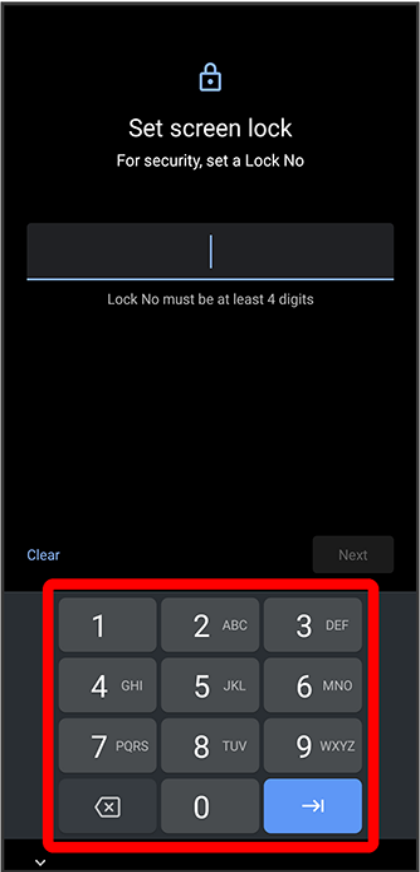 Set screen lock
For security, set a Lock No
Lock No must be at least 4 digits
Clear Next
1 2 ABC 3 DEF
4 GHI 5 JKL 6 MNO
7 PQRS 8 TUV 9 WXYZ
0